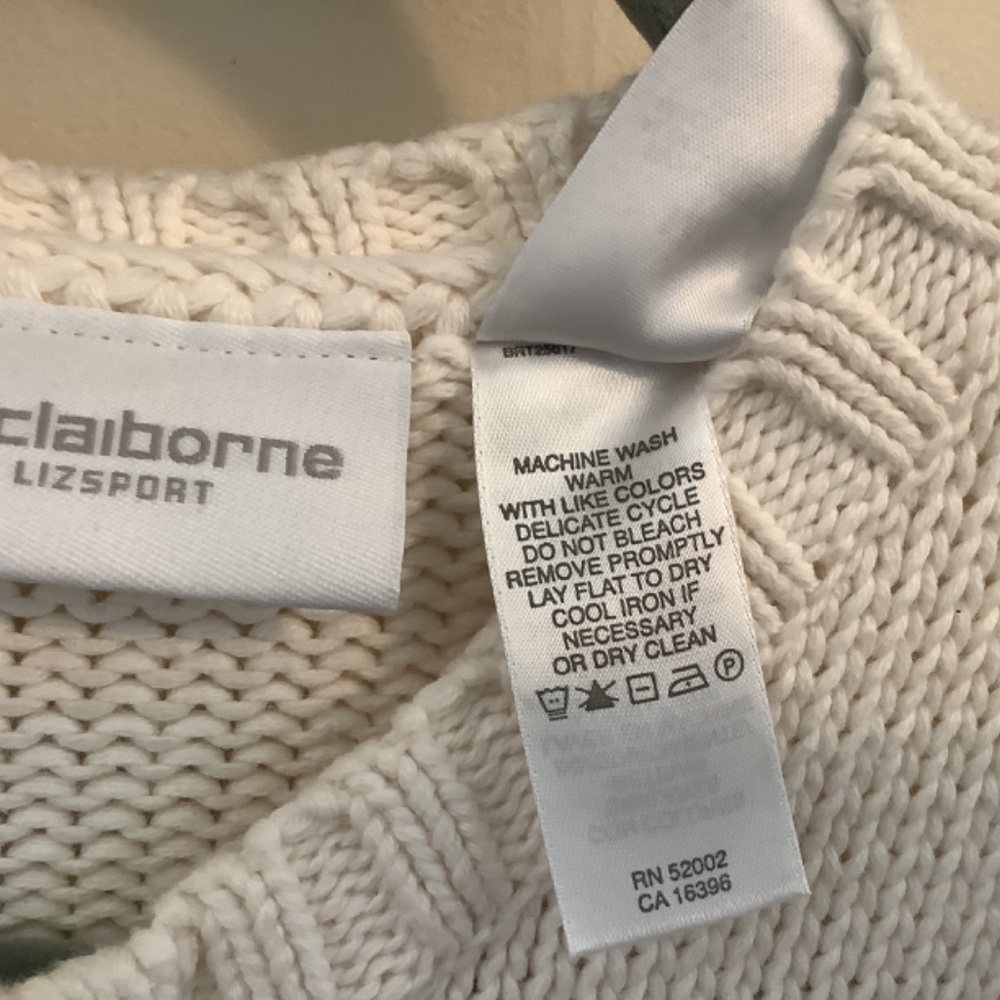 claiborne
LIZSPORT
MACHINE WASH
WARM
WITH LIKE COLORS
DELICATE CYCLE
DO NOT BLEACH
REMOVE PROMPTLY
LAY FLAT TO DRY
COOL IRON IF
NECESSARY
OR DRY CLEAN
P
RN 52002
CA 16396